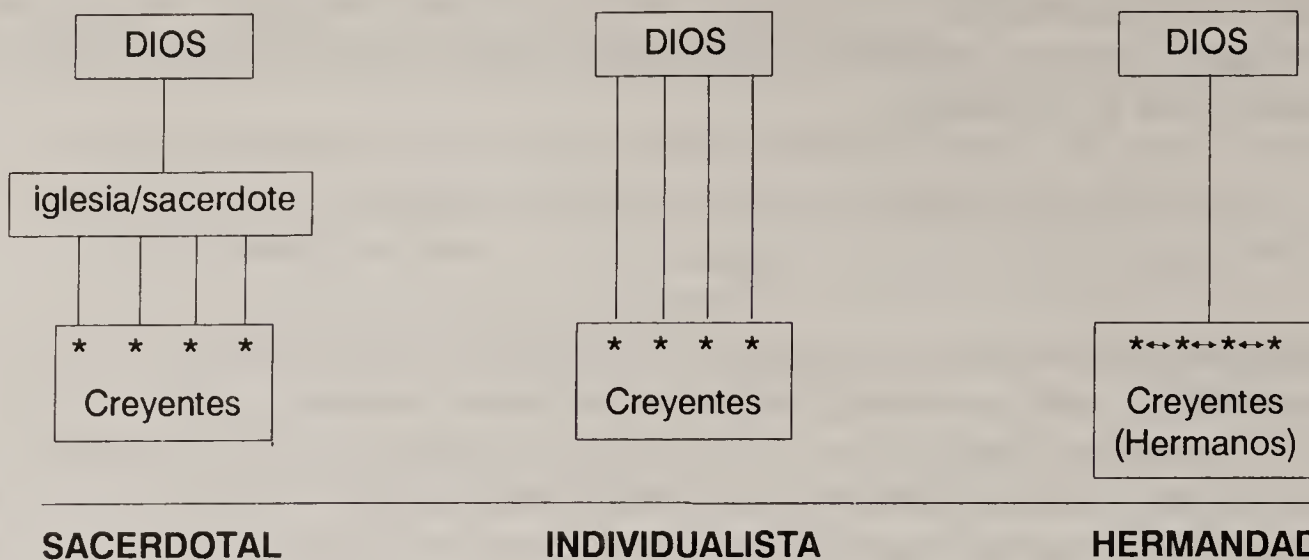 DIOS
iglesia/sacerdote
* * * *
Creyentes
SACERDOTAL
DIOS
* * * *
Creyentes
INDIVIDUALISTA
DIOS
*↔*↔*↔*
Creyentes
(Hermanos)
HERMANDAD